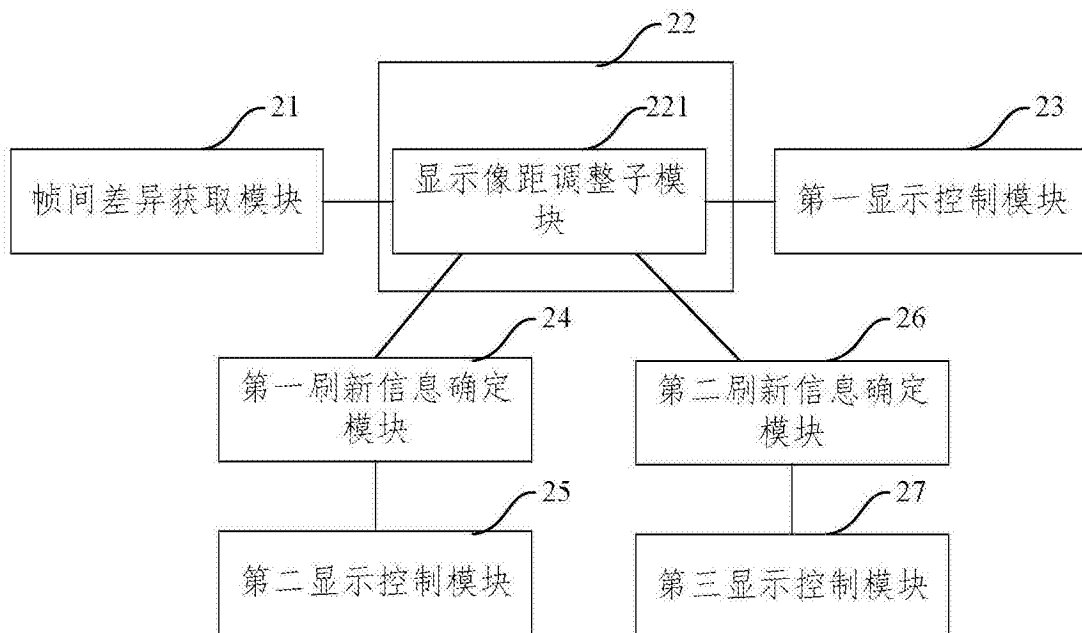 22
21
221
23
帧间差异获取模块
显示像距调整子模
块
第一显示控制模块
24
26
第一刷新信息确定
模块
第二刷新信息确定
模块
25
27
第二显示控制模块
第三显示控制模块